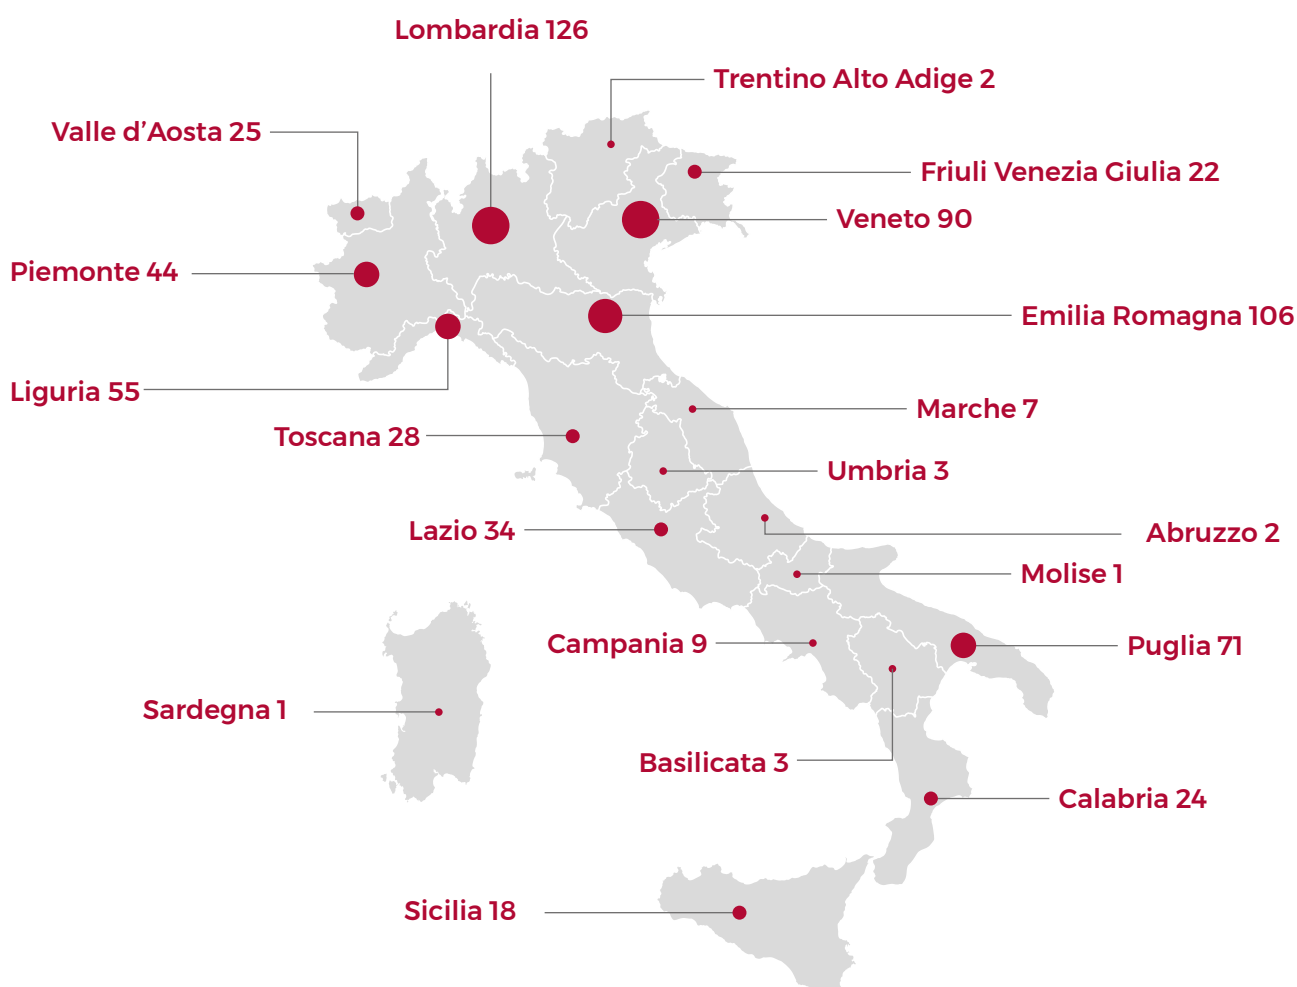 Lombardia 126
Trentino Alto Adige 2
Valle d’Aosta 25
Friuli Venezia Giulia 22
Veneto 90
Piemonte 44
Emilia Romagna 106
Liguria 55
Marche 7
Toscana 28
Umbria 3
Lazio 34
Abruzzo 2
Molise 1
Campania 9
Puglia 71
Sardegna 1
Basilicata 3
Calabria 24
Sicilia 18